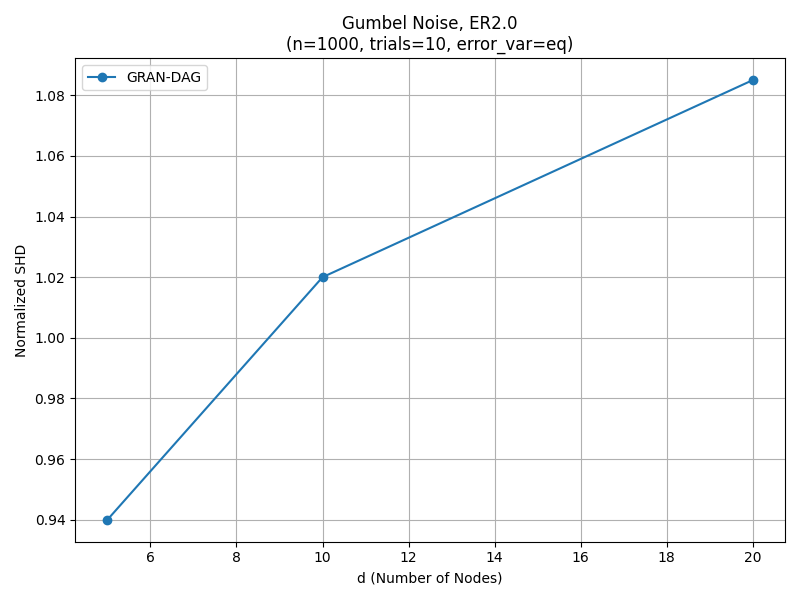 Gumbel Noise, ER2.0
(n=1000, trials=10, error_var=eq)
GRAN-DAG
Normalized SHD
1.08
1.06
1.04
1.02
1.00
0.98
0.96
0.94
6 8 10 12 14 16 18 20
d (Number of Nodes)